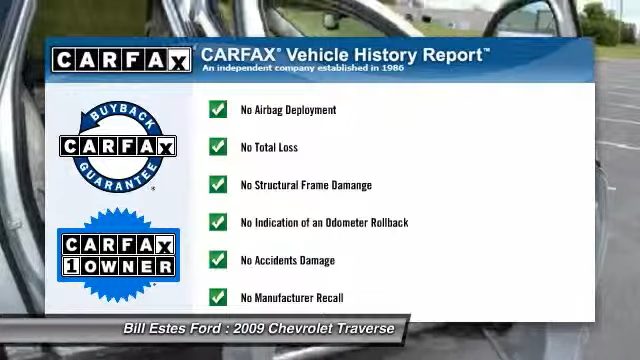 CARFAX
CARFAX® Vehicle History Report™
An independent company established in 1986
BUYBACK
CARFAX
GUARANTEE
CARFAX
1 OWNER
No Airbag Deployment
No Total Loss
No Structural Frame Damange
No Indication of an Odometer Rollback
No Accidents Damage
No Manufacturer Recall
Bill Estes Ford : 2009 Chevrolet Traverse